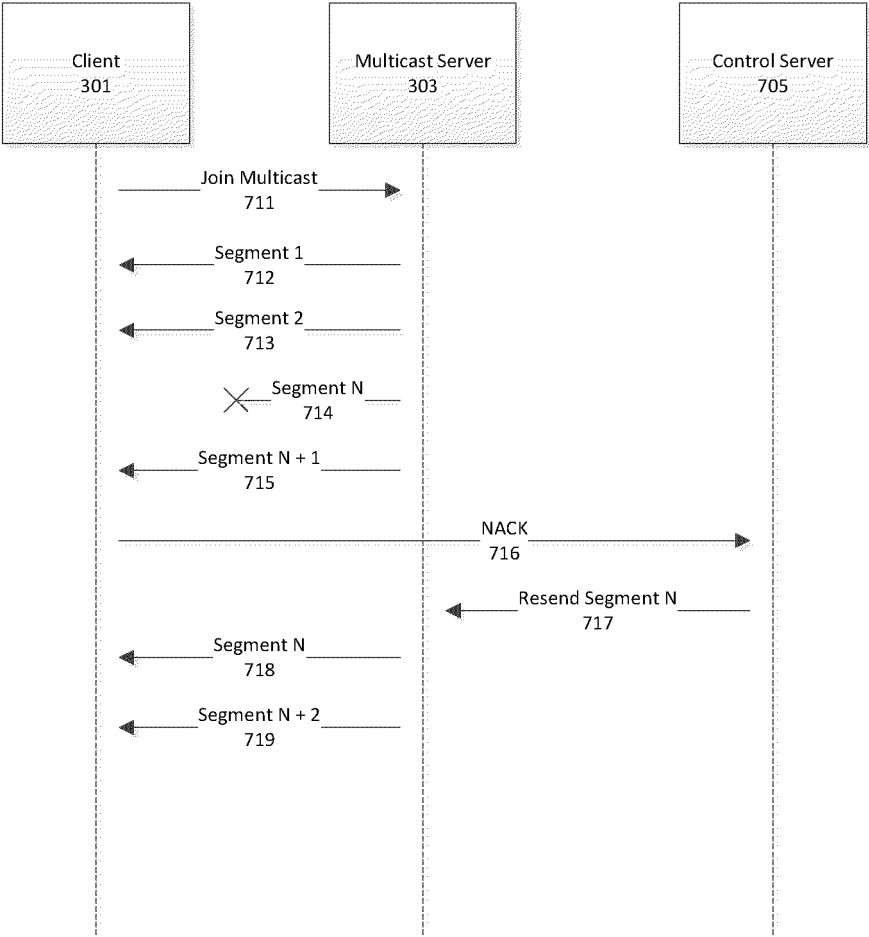 Client
301
Multicast Server
303
Control Server
705
Join Multicast
711
Segment 1
712
Segment 2
713
Segment N
714
Segment N + 1
715
NACK
716
Resend Segment N
717
Segment N
718
Segment N + 2
719